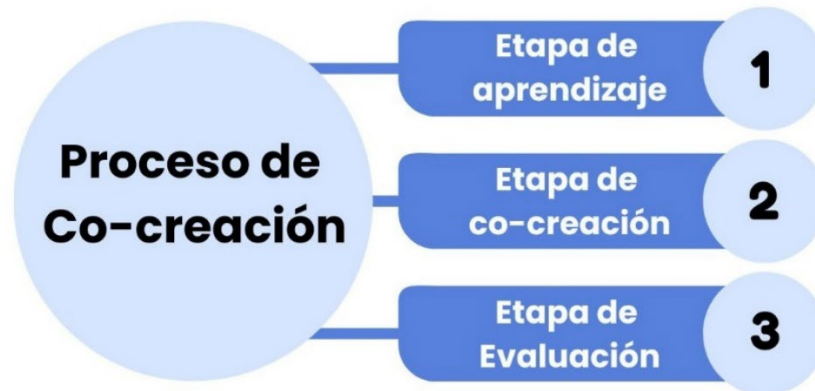 Proceso de
Co-creación
Etapa de
aprendizaje
1
Etapa de
co-creación
2
Etapa de
Evaluación
3